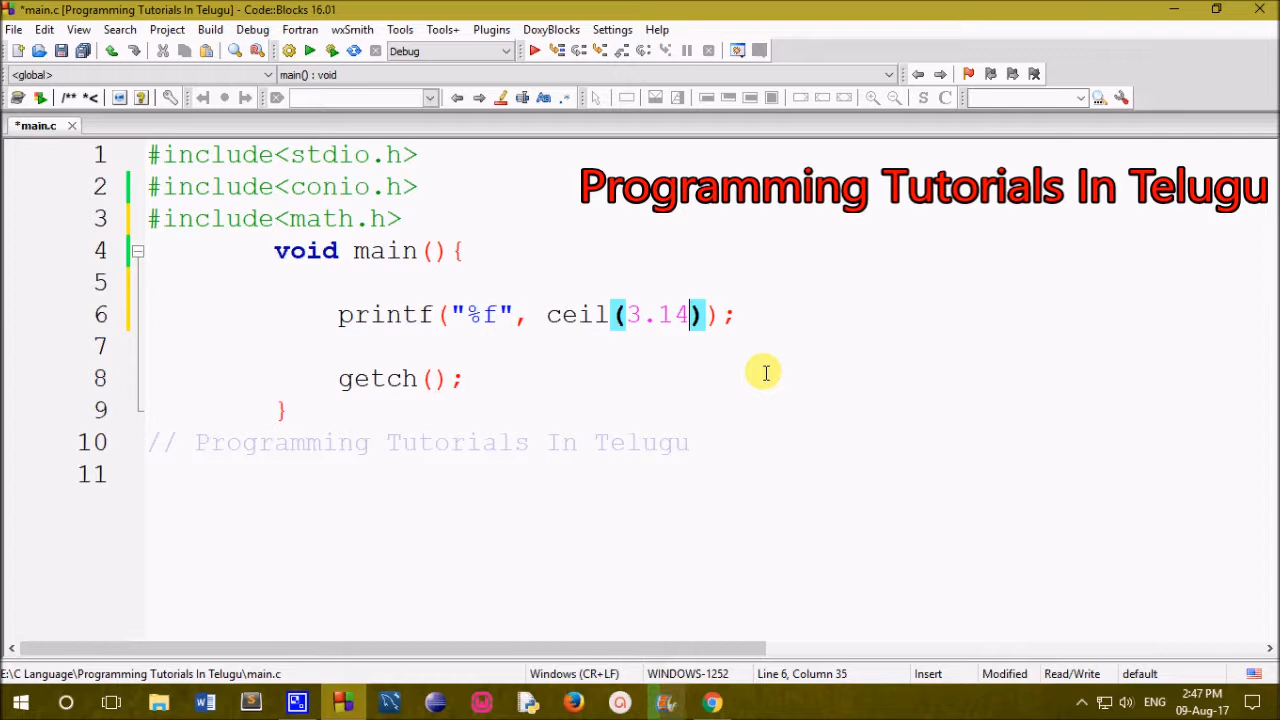 *main.c [Programming Tutorials In Telugu] - Code::Blocks 16.01
File Edit View Search Project Build Debug Fortran wxSmith Tools Tools+ Plugins DoxyBlocks Settings Help
Debug
<global> main() : void
/** *<
S C
*main.c
Programming Tutorials In Telugu
1 #include<stdio.h>
2 #include<conio.h>
3 #include<math.h>
4 void main(){
5
6 printf("%f", ceil(3.14));
7
8 getch();
9 }
10 // Programming Tutorials In Telugu
11
E:\C Language\Programming Tutorials In Telugu\main.c Windows (CR+LF) WINDOWS-1252 Line 6, Column 35 Insert Modified Read/Write default
ENG 2:47 PM
09-Aug-17